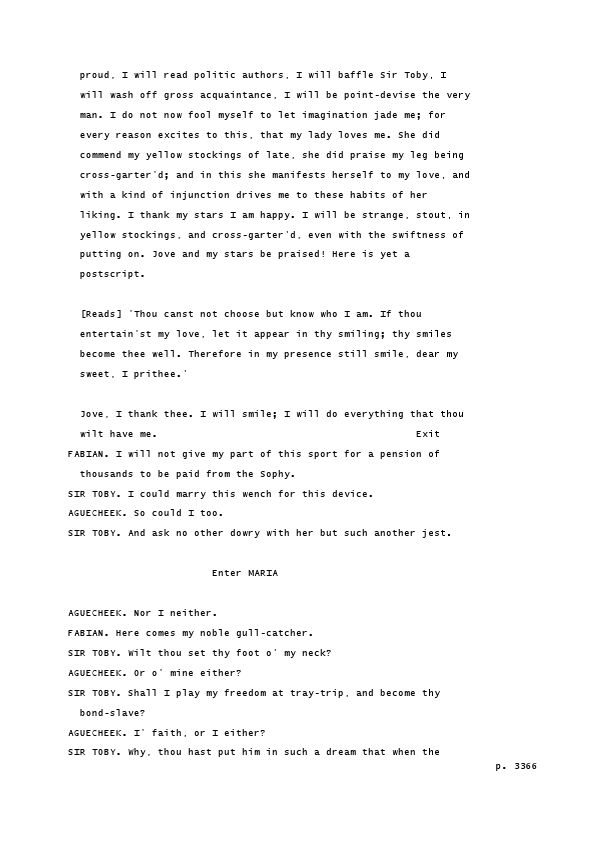 proud, I will read politic authors, I will baffle Sir Toby, I
will wash off gross acquaintance, I will be point-devise the very
man. I do not now fool myself to let imagination jade me; for
every reason excites to this, that my lady loves me. She did
commend my yellow stockings of late, she did praise my leg being
cross-garter'd; and in this she manifests herself to my love, and
with a kind of injunction drives me to these habits of her
liking. I thank my stars I am happy. I will be strange, stout, in
yellow stockings, and cross-garter'd, even with the swiftness of
putting on. Jove and my stars be praised! Here is yet a
postscript.

[Reads] 'Thou canst not choose but know who I am. If thou
entertain'st my love, let it appear in thy smiling; thy smiles
become thee well. Therefore in my presence still smile, dear my
sweet, I prithee.'

Jove, I thank thee. I will smile; I will do everything that thou
wilt have me. Exit
FABIAN. I will not give my part of this sport for a pension of
thousands to be paid from the Sophy.
SIR TOBY. I could marry this wench for this device.
AGUECHEEK. So could I too.
SIR TOBY. And ask no other dowry with her but such another jest.

Enter MARIA

AGUECHEEK. Nor I neither.
FABIAN. Here comes my noble gull-catcher.
SIR TOBY. Wilt thou set thy foot o' my neck?
AGUECHEEK. Or o' mine either?
SIR TOBY. Shall I play my freedom at tray-trip, and become thy
bond-slave?
AGUECHEEK. I' faith, or I either?
SIR TOBY. Why, thou hast put him in such a dream that when the
p. 3366